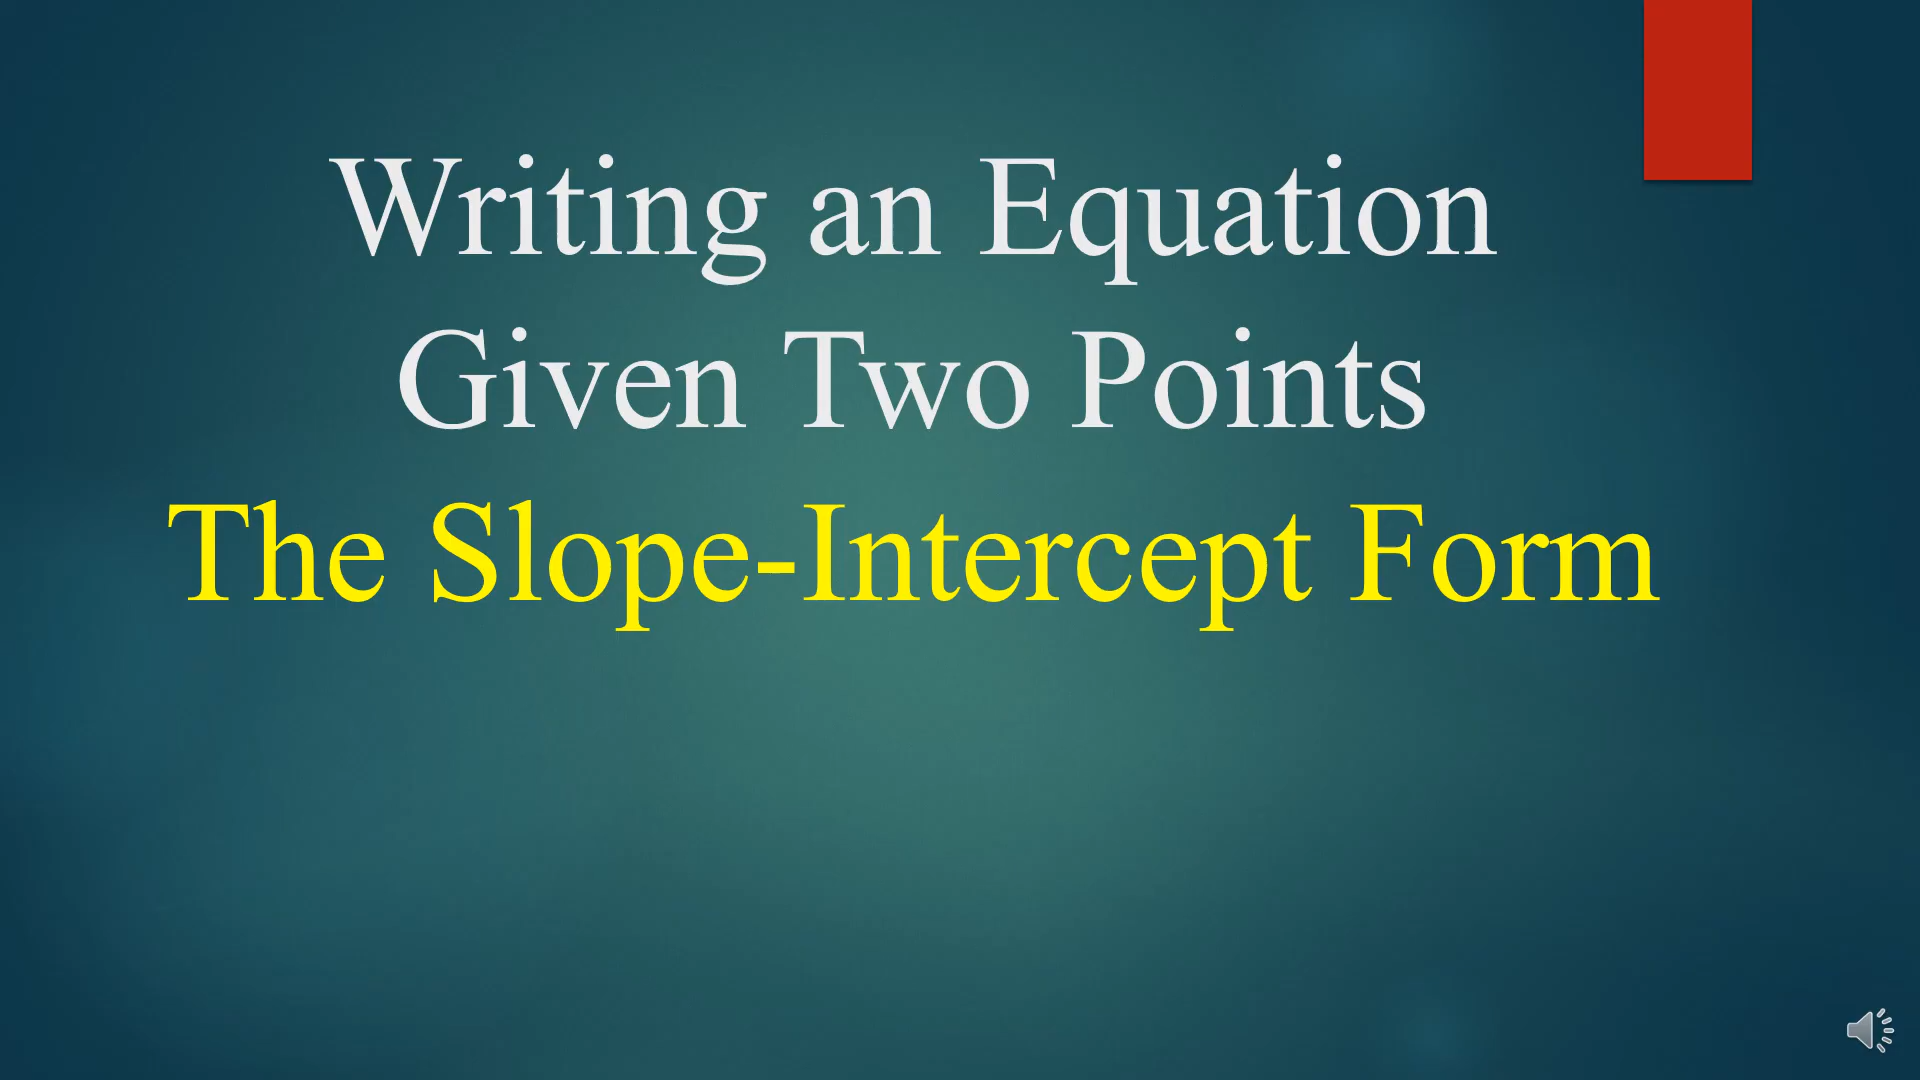 Writing an Equation
Given Two Points
The Slope-Intercept Form